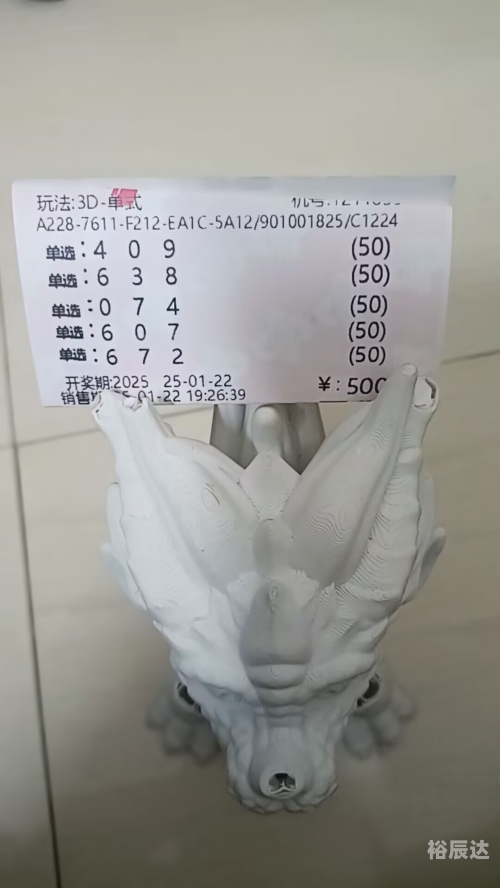 玩法:3D-单式
A228-7611-F212-EA1C-5A12/901001825/C1224
单选:4 0 9 (50)
单选:6 3 8 (50)
单选:0 7 4 (50)
单选:6 0 7 (50)
单选:6 7 2 (50)
开奖期:2025 25-01-22 ¥:500
销售 01-22 19:26:39
裕辰达